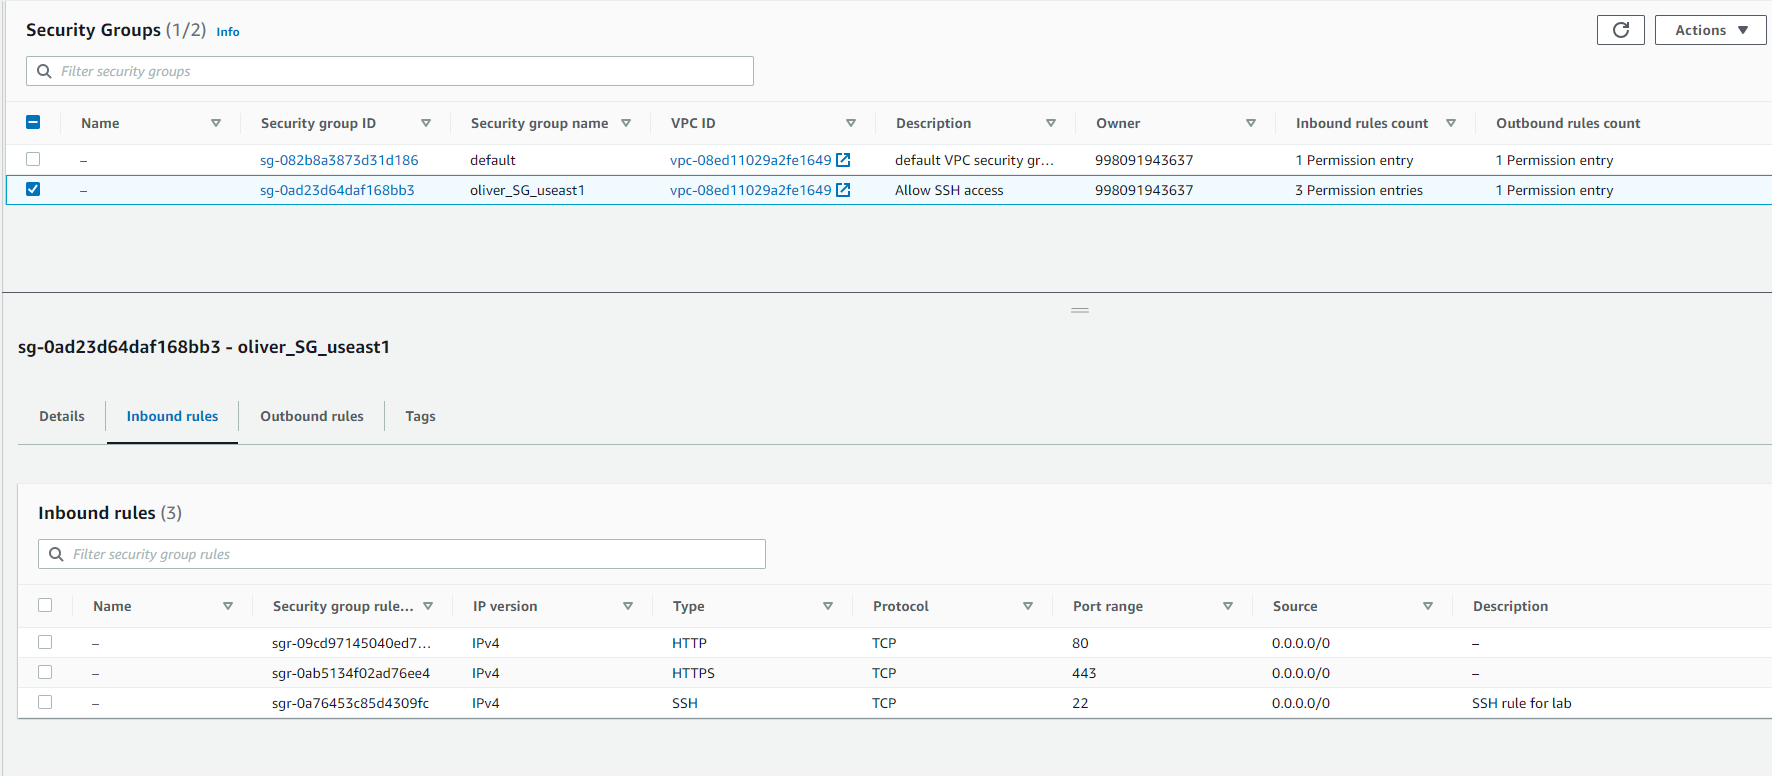 Security Groups (1/2) Info
Actions
Filter security groups
Name Security group ID Security group name VPC ID Description Owner Inbound rules count Outbound rules count
– sg-082b8a3873d31d186 default vpc-08ed11029a2fe1649 default VPC security gr... 998091943637 1 Permission entry 1 Permission entry
– sg-0ad23d64daf168bb3 oliver_SG_useast1 vpc-08ed11029a2fe1649 Allow SSH access 998091943637 3 Permission entries 1 Permission entry
sg-0ad23d64daf168bb3 - oliver_SG_useast1
Details Inbound rules Outbound rules Tags
Inbound rules (3)
Filter security group rules
Name Security group rule... IP version Type Protocol Port range Source Description
– sgr-09cd97145040ed7... IPv4 HTTP TCP 80 0.0.0.0/0 –
– sgr-0ab5134f02ad76ee4 IPv4 HTTPS TCP 443 0.0.0.0/0 –
– sgr-0a76453c85d4309fc IPv4 SSH TCP 22 0.0.0.0/0 SSH rule for lab